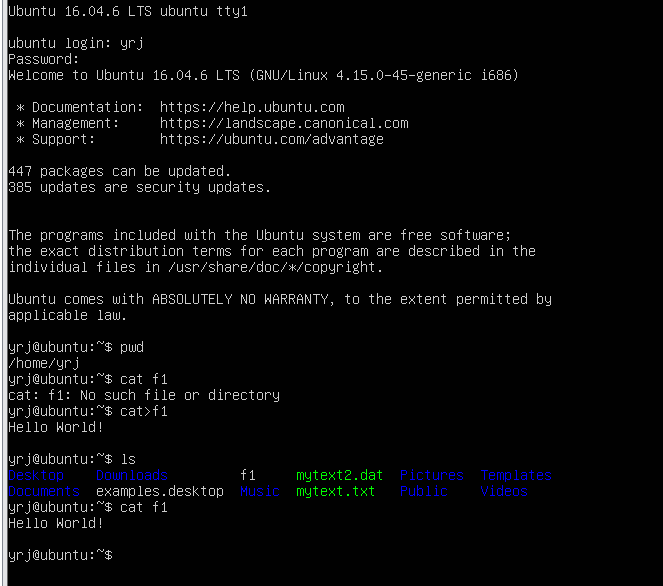 Ubuntu 16.04.6 LTS ubuntu tty1
ubuntu login: yrj
Password:
Welcome to Ubuntu 16.04.6 LTS (GNU/Linux 4.15.0-45-generic i686)
* Documentation:  https://help.ubuntu.com
* Management:     https://landscape.canonical.com
* Support:        https://ubuntu.com/advantage
447 packages can be updated.
385 updates are security updates.
The programs included with the Ubuntu system are free software;
the exact distribution terms for each program are described in the
individual files in /usr/share/doc/*/copyright.
Ubuntu comes with ABSOLUTELY NO WARRANTY, to the extent permitted by
applicable law.
yrj@ubuntu:~$ pwd
/home/yrj
yrj@ubuntu:~$ cat f1
cat: f1: No such file or directory
yrj@ubuntu:~$ cat>f1
Hello World!
yrj@ubuntu:~$ ls
Desktop    Downloads         f1     mytext2.dat  Pictures  Templates
Documents  examples.desktop  Music  mytext.txt   Public    Videos
yrj@ubuntu:~$ cat f1
Hello World!
yrj@ubuntu:~$